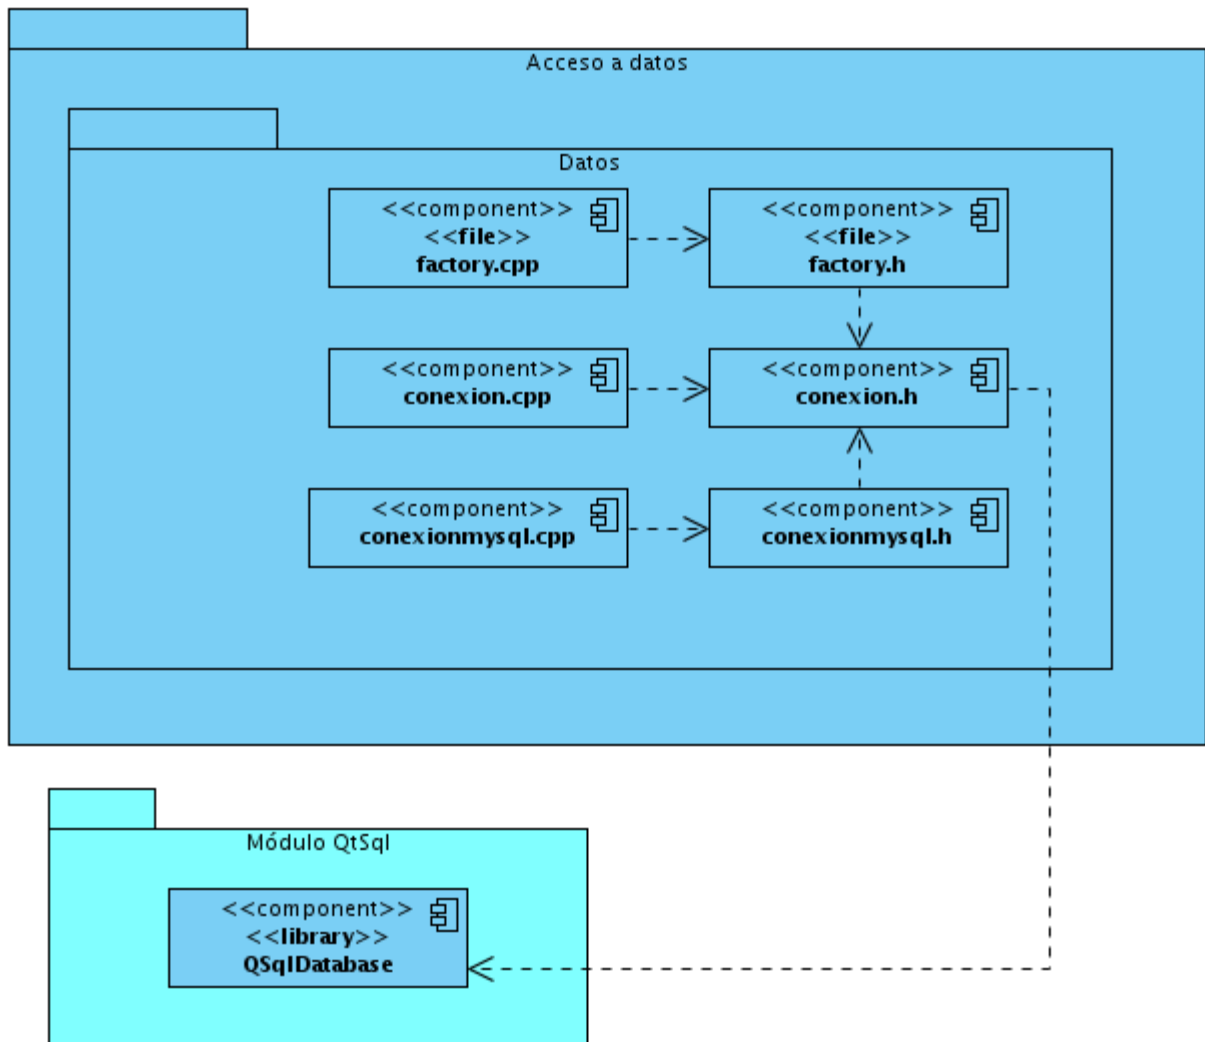 Acceso a datos
Datos
<<component>>
<<file>>
factory.cpp
<<component>>
<<file>>
factory.h
<<component>>
conexion.cpp
<<component>>
conexion.h
<<component>>
conexionmysql.cpp
<<component>>
conexionmysql.h
Módulo QtSql
<<component>>
<<library>>
QSqlDatabase